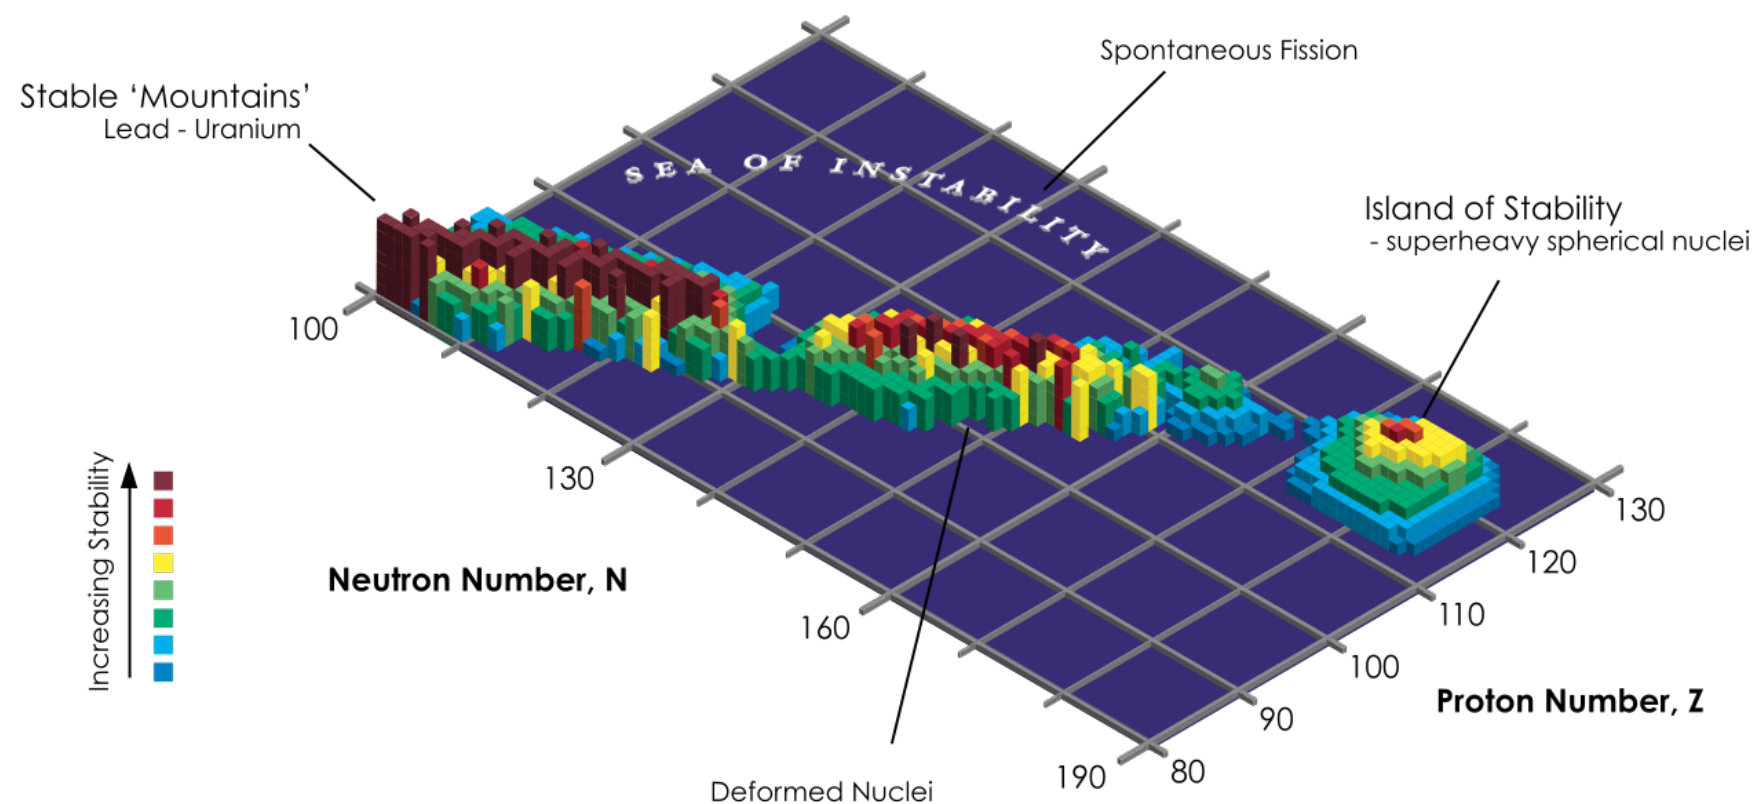 Spontaneous Fission
Stable ‘Mountains’
Lead - Uranium
SEA OF INSTABILITY
Island of Stability
- superheavy spherical nuclei
100
130
160
190
Neutron Number, N
130
120
110
100
90
80
Proton Number, Z
Increasing Stability
Deformed Nuclei